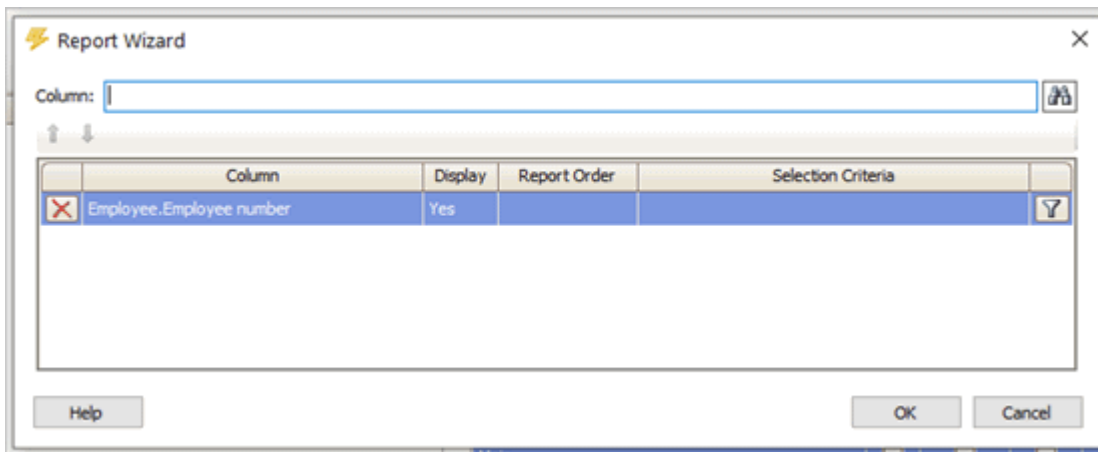 Report Wizard
Column:
Column Display Report Order Selection Criteria
Employee.Employee number Yes
Help OK Cancel